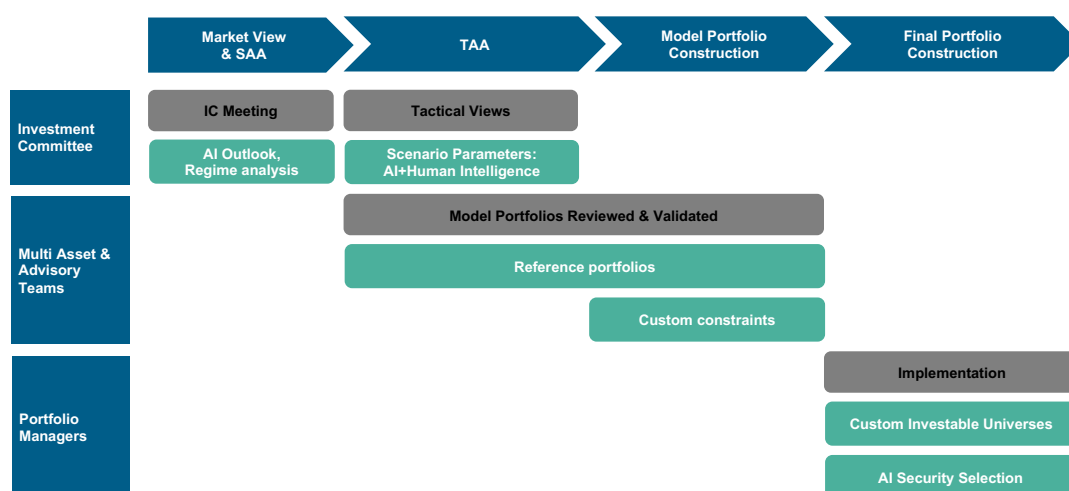 Market View
& SAA
TAA
Model Portfolio
Construction
Final Portfolio
Construction
Investment
Committee
IC Meeting
Tactical Views
AI Outlook,
Regime analysis
Scenario Parameters:
AI+Human Intelligence
Multi Asset &
Advisory
Teams
Model Portfolios Reviewed & Validated
Reference portfolios
Custom constraints
Portfolio
Managers
Implementation
Custom Investable Universes
AI Security Selection